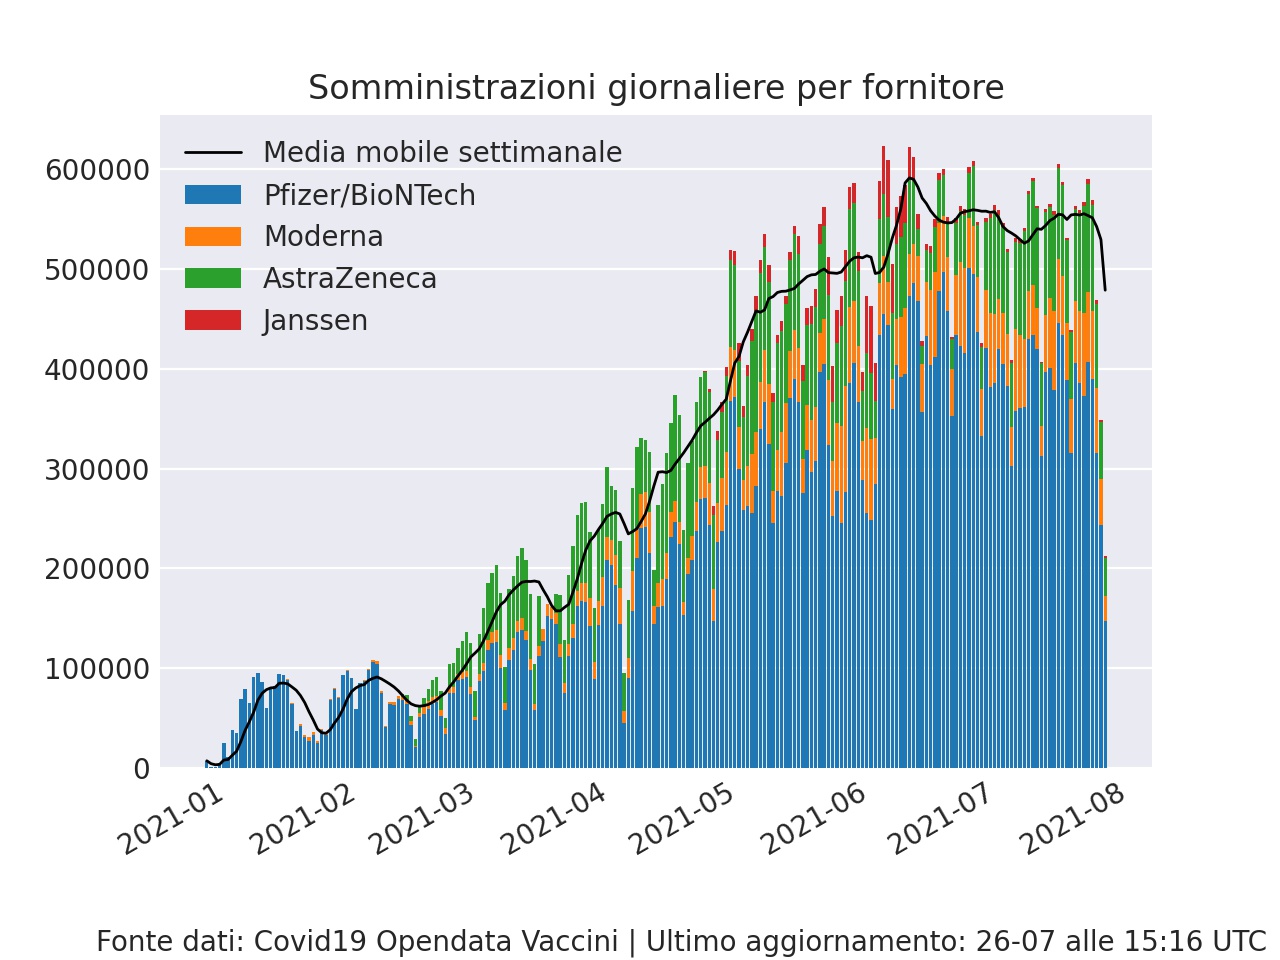 Somministrazioni giornaliere per fornitore
Media mobile settimanale
Pfizer/BioNTech
Moderna
AstraZeneca
Janssen
600000
500000
400000
300000
200000
100000
0
2021-01
2021-02
2021-03
2021-04
2021-05
2021-06
2021-07
2021-08
Fonte dati: Covid19 Opendata Vaccini | Ultimo aggiornamento: 26-07 alle 15:16 UTC